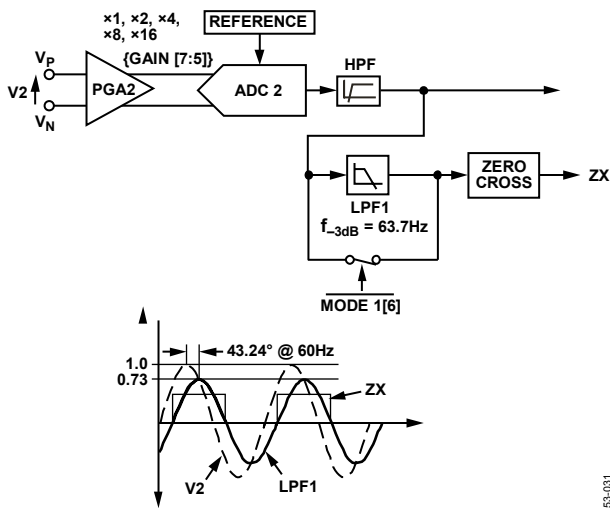 ×1, ×2, ×4,
×8, ×16
REFERENCE
{GAIN [7:5]}
HPF
VP
V2
VN
PGA2
ADC 2
LPF1
f–3dB = 63.7Hz
ZERO
CROSS
ZX
MODE 1[6]
43.24° @ 60Hz
1.0
0.73
ZX
V2
LPF1
53-031